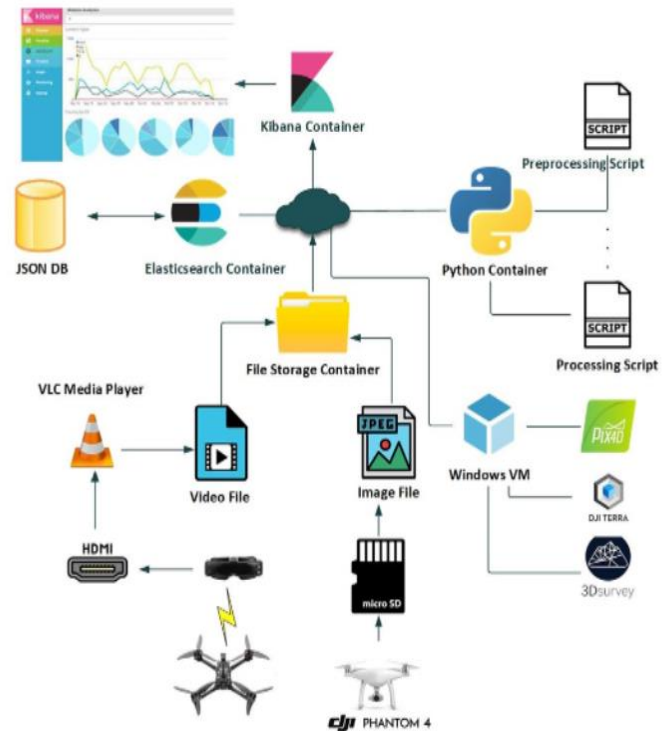 kibana
Kibana Container
SCRIPT
Preprocessing Script
JSON DB
Elasticsearch Container
Python Container
SCRIPT
Processing Script
File Storage Container
VLC Media Player
JPEG
PIX4D
Video File
Image File
Windows VM
DJI TERRA
HDMI
micro SD
3Dsurvey
dji PHANTOM 4